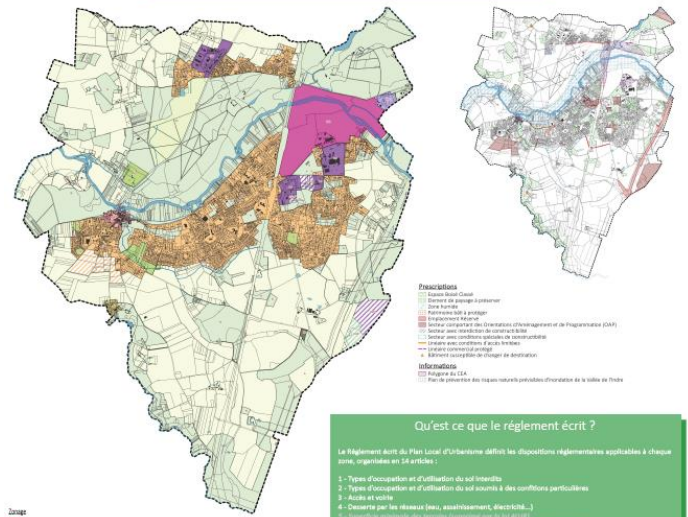 Prescriptions
Espace Boisé Classé
Element de paysage à préserver
Zone humide
Patrimoine bâti à protéger
Emplacement Réservé
Secteur comportant des Orientations d'Aménagement et de Programmation (OAP)
Secteur avec interdiction de constructibilité
Secteur avec conditions spéciales de constructibilité
Linéaire avec conditions d'accès limitées
Linéaire commercial protégé
Bâtiment susceptible de changer de destination
Informations
Polygone du CEA
Plan de prévention des risques naturels prévisibles d'inondation de la Vallée de l'Indre
Qu'est ce que le réglement écrit ?
Le Règlement écrit du Plan Local d'Urbanisme définit les dispositions réglementaires applicables à chaque
zone, organisées en 14 articles :
1 - Types d'occupation et d'utilisation du sol interdits
2 - Types d'occupation et d'utilisation du sol soumis à des conditions particulières
3 - Accès et voirie
4 - Desserte par les réseaux (eau, assainissement, électricité...)
Zonage